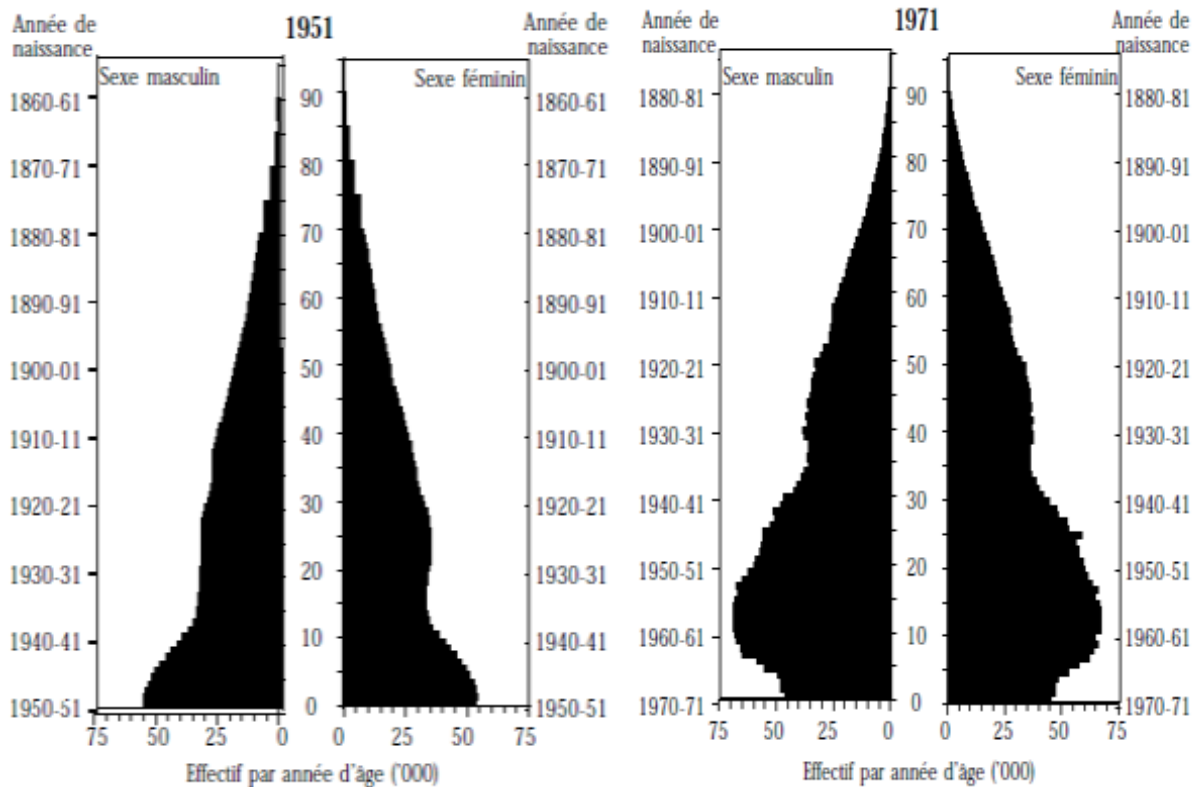 1951
Année de naissance
Année de naissance
Sexe masculin
Sexe féminin
1860-61 90 1860-61
1870-71 80 1870-71
1880-81 70 1880-81
1890-91 60 1890-91
1900-01 50 1900-01
1910-11 40 1910-11
1920-21 30 1920-21
1930-31 20 1930-31
1940-41 10 1940-41
1950-51 0 1950-51
75 50 25 0 0 25 50 75
1971
Année de naissance
Année de naissance
Sexe masculin
Sexe féminin
1880-81 90 1880-81
1890-91 80 1890-91
1900-01 70 1900-01
1910-11 60 1910-11
1920-21 50 1920-21
1930-31 40 1930-31
1940-41 30 1940-41
1950-51 20 1950-51
1960-61 10 1960-61
1970-71 0 1970-71
75 50 25 0 0 25 50 75
Effectif par année d'âge ('000)
Effectif par année d'âge ('000)